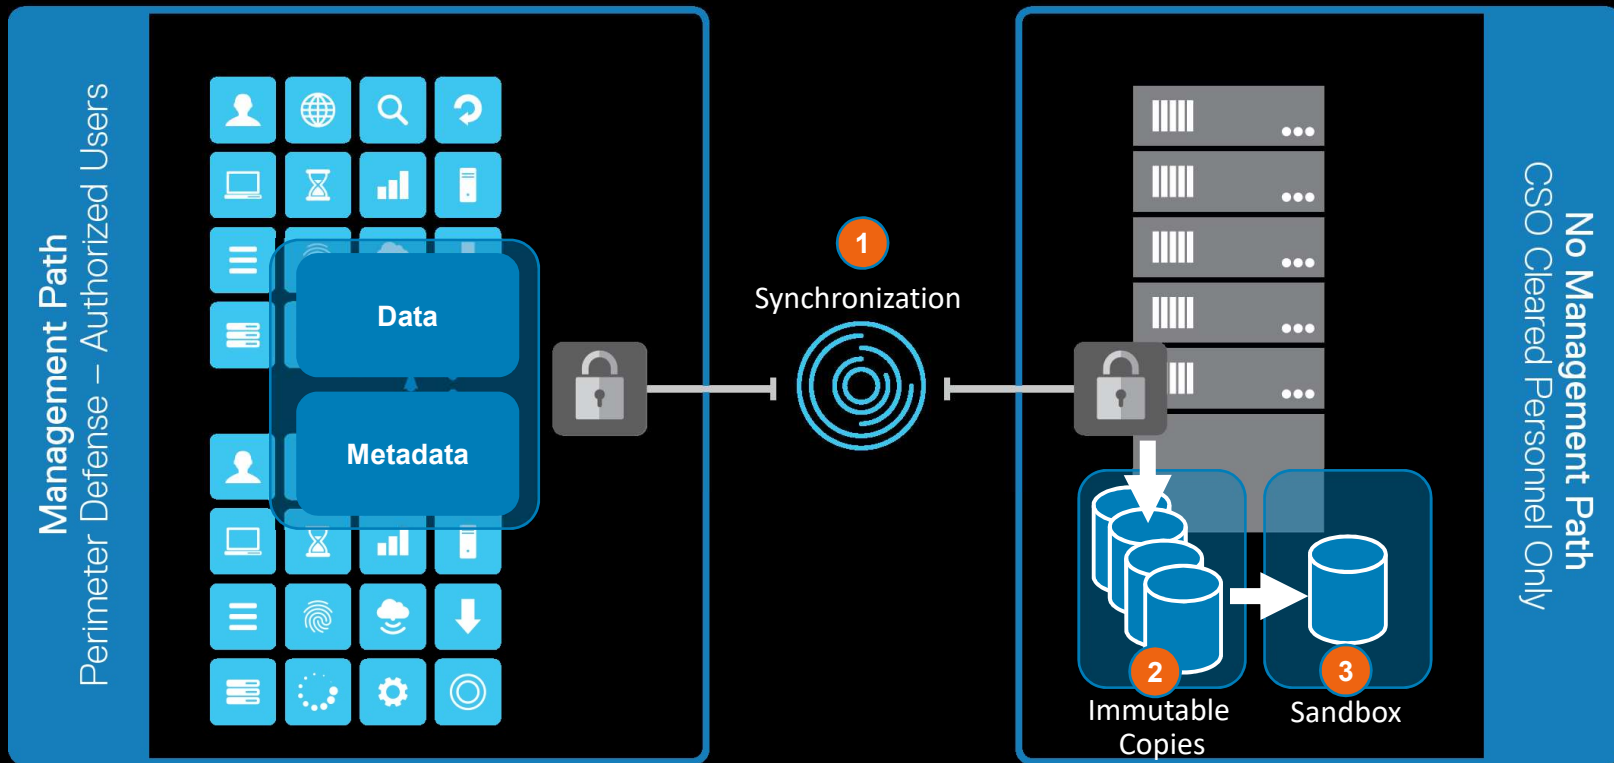 Management Path
Perimeter Defense – Authorized Users
Data
Metadata
1
Synchronization
2
Immutable
Copies
3
Sandbox
No Management Path
CSO Cleared Personnel Only